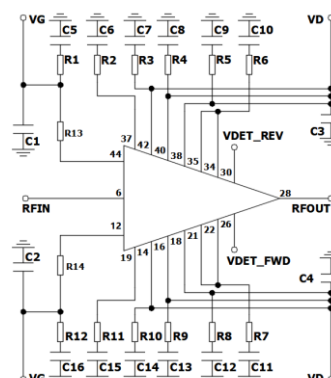 VG C5 C6 C7 C8 C9 C10 VD
R1 R2 R3 R4 R5 R6
C1 R13 C3
37 42 40 38 35 34 30 VDET_REV
44
RFIN 6 28 RFOUT
12
19 14 16 18 21 22 26
C2 R14 VDET_FWD C4
R12 R11 R10 R9 R8 R7
C16 C15 C14 C13 C12 C11
VG VD